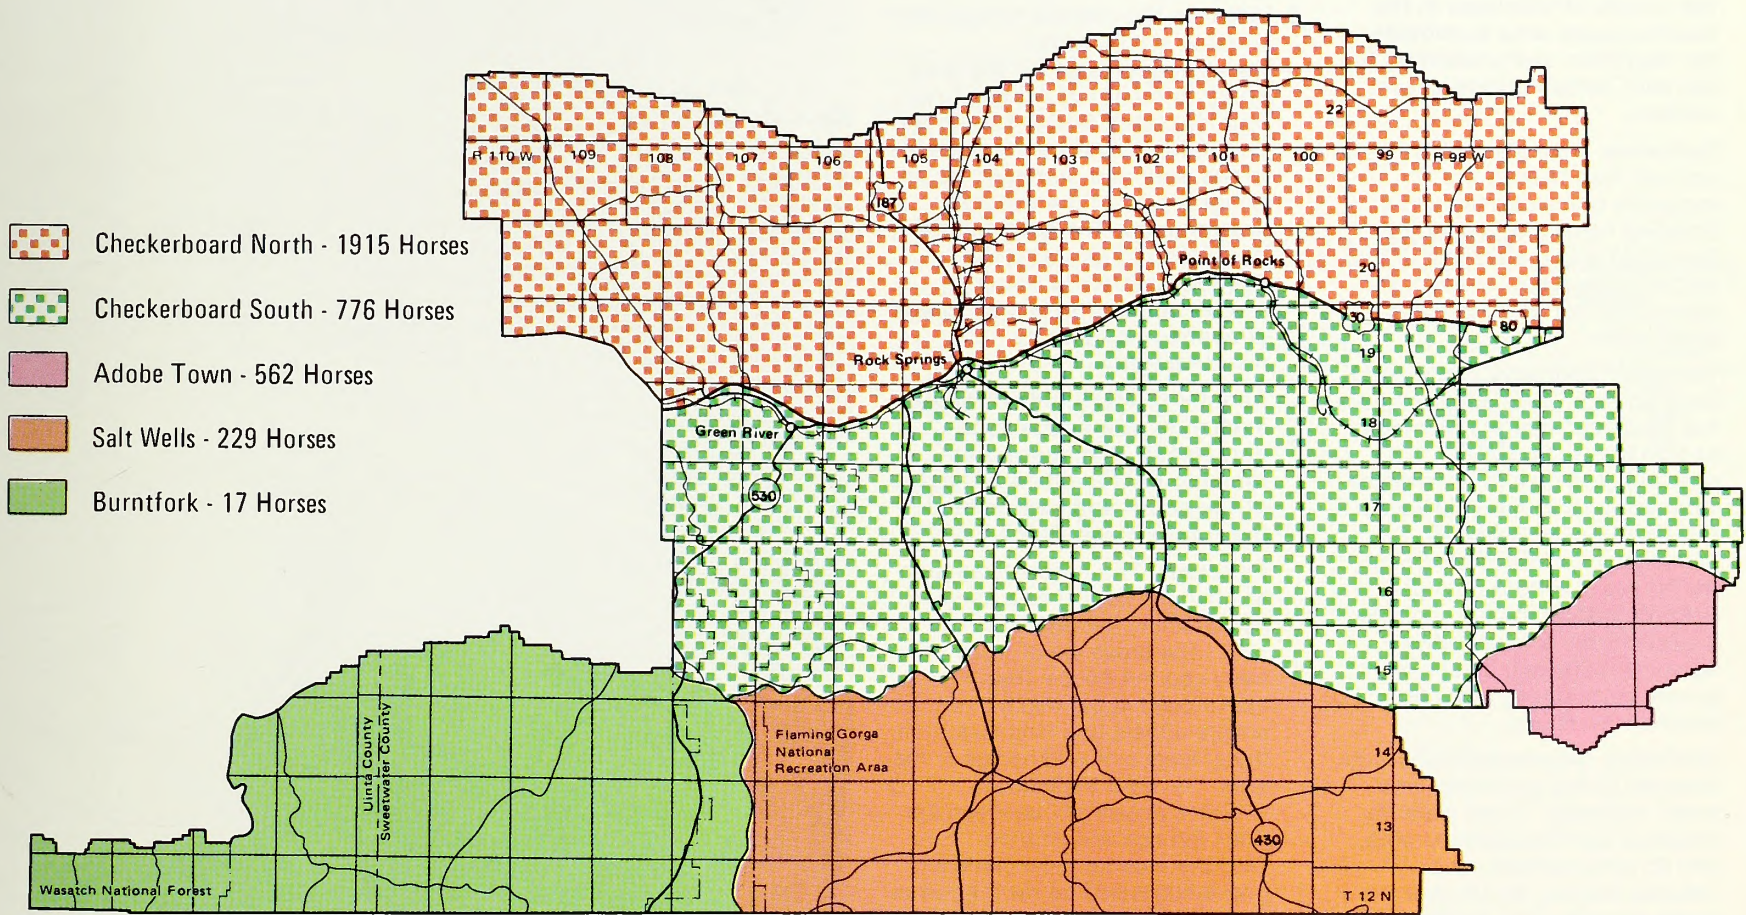 22
R 110 W 109 108 107 106 105 104 103 102 101 100 99 R 98 W
187
Checkerboard North - 1915 Horses
Point of Rocks
20
Checkerboard South - 776 Horses
30
80
19
Rock Springs
Adobe Town - 562 Horses
18
Green River
Salt Wells - 229 Horses
530
Burntfork - 17 Horses
17
16
15
Uinta County
Sweetwater County
Flaming Gorga
National
Recreation Araa
14
13
430
Wasatch National Forest
T 12 N